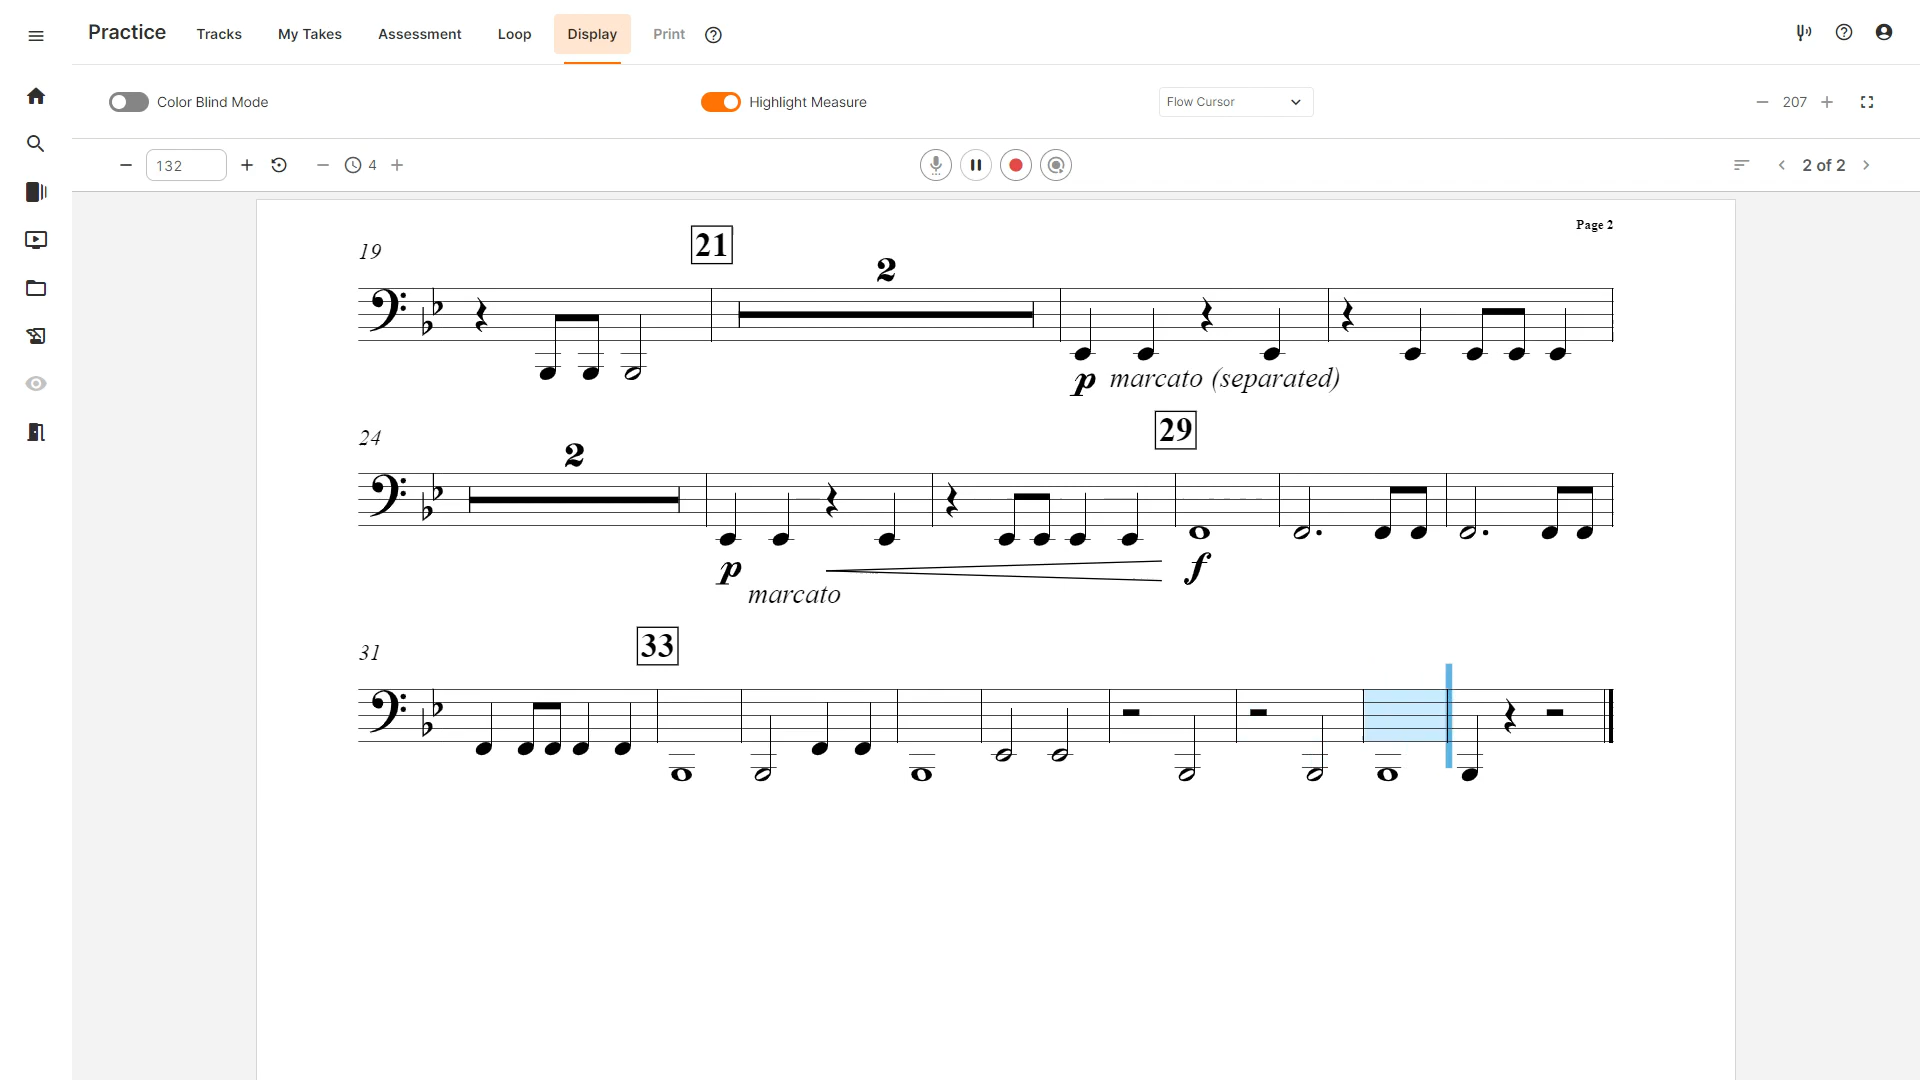 Practice Tracks My Takes Assessment Loop Display Print
Color Blind Mode Highlight Measure Flow Cursor 207
132 4 2 of 2
Page 2
19 21
2
p marcato (separated)
24 29
2
p f
marcato
31 33